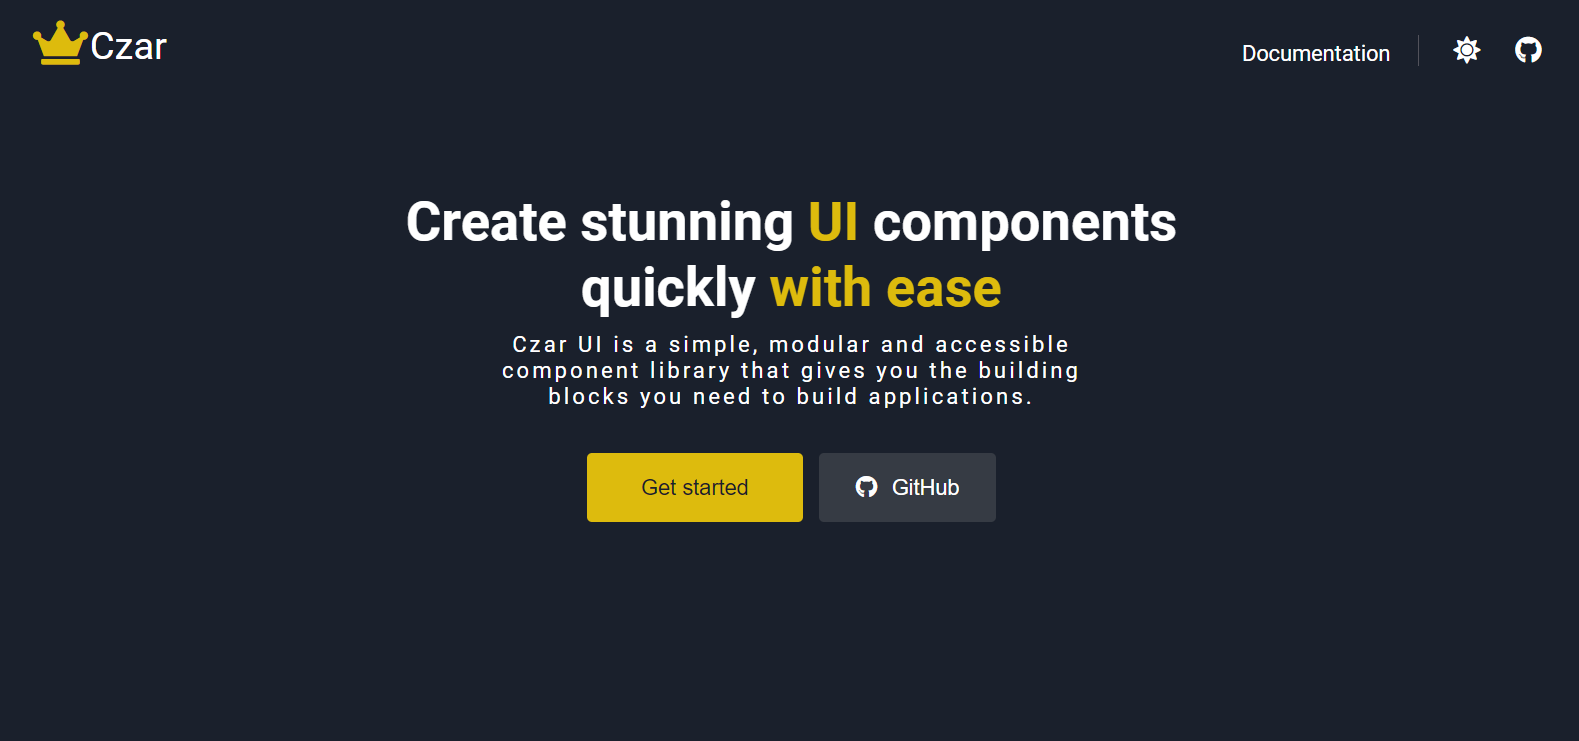 Czar
Documentation
Create stunning UI components
quickly with ease
Czar UI is a simple, modular and accessible
component library that gives you the building
blocks you need to build applications.
Get started
GitHub